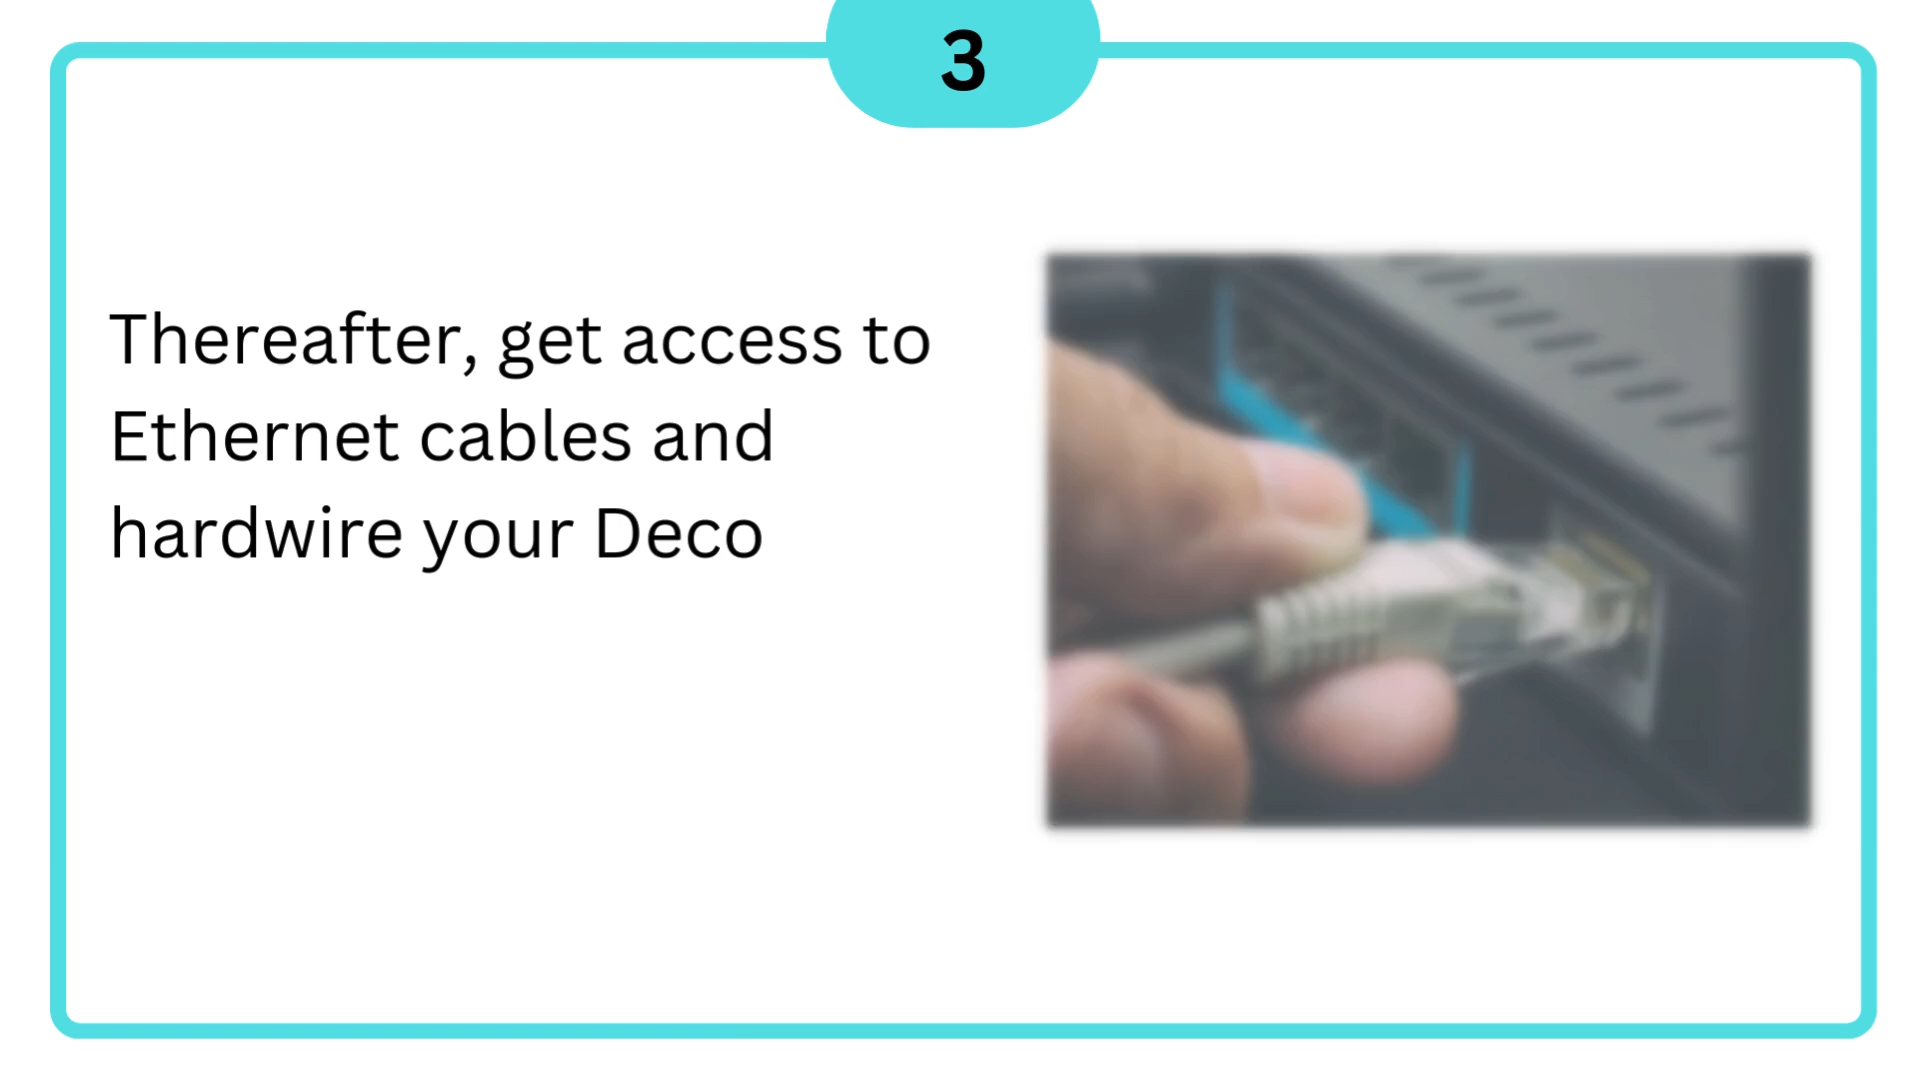 3
Thereafter, get access to
Ethernet cables and
hardwire your Deco